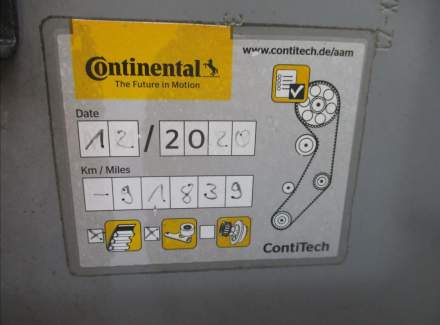 Continental
The Future in Motion
www.contitech.de/aam
Date
12/2020
Km / Miles
- 91839
ContiTech